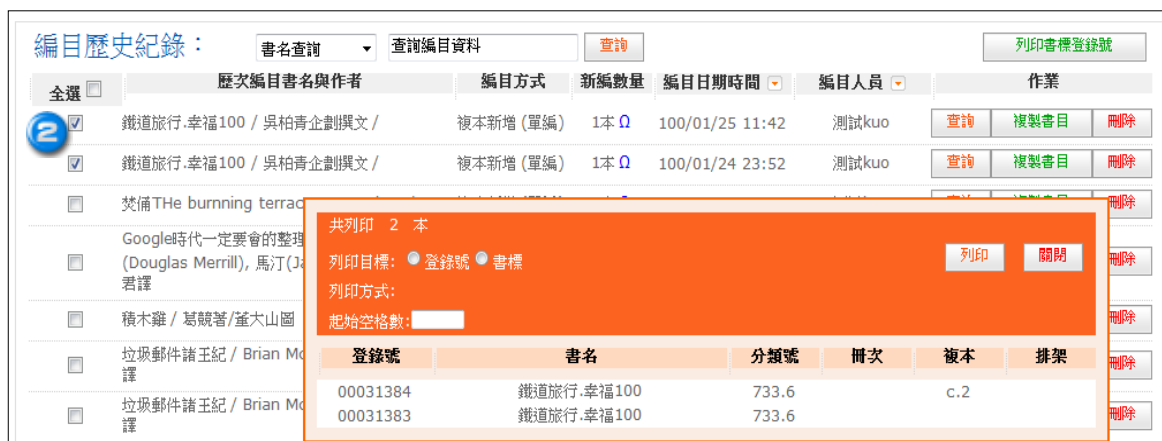 編目歷史紀錄： 書名查詢 查詢編目資料 查詢 列印書標登錄號
全選 歷次編目書名與作者 編目方式 新編數量 編目日期時間 編目人員 作業
2 鐵道旅行.幸福100 / 吳柏青企劃撰文 / 複本新增 (單編) 1本 Ω 100/01/25 11:42 測試kuo 查詢 複製書目 刪除
鐵道旅行.幸福100 / 吳柏青企劃撰文 / 複本新增 (單編) 1本 Ω 100/01/24 23:52 測試kuo 查詢 複製書目 刪除
焚俑THe burnning terrac 刪除
Google時代一定要會的整理
(Douglas Merrill), 馬汀(Ja 刪除
君譯
積木雞 / 葛競著/董大山圖 刪除
垃圾郵件諸王紀 / Brian Mc 刪除
譯
垃圾郵件諸王紀 / Brian Mc 刪除
譯
共列印 2 本
列印目標: 登錄號 書標 列印 關閉
列印方式:
起始空格數:
登錄號 書名 分類號 冊次 複本 排架
00031384 鐵道旅行.幸福100 733.6 c.2
00031383 鐵道旅行.幸福100 733.6